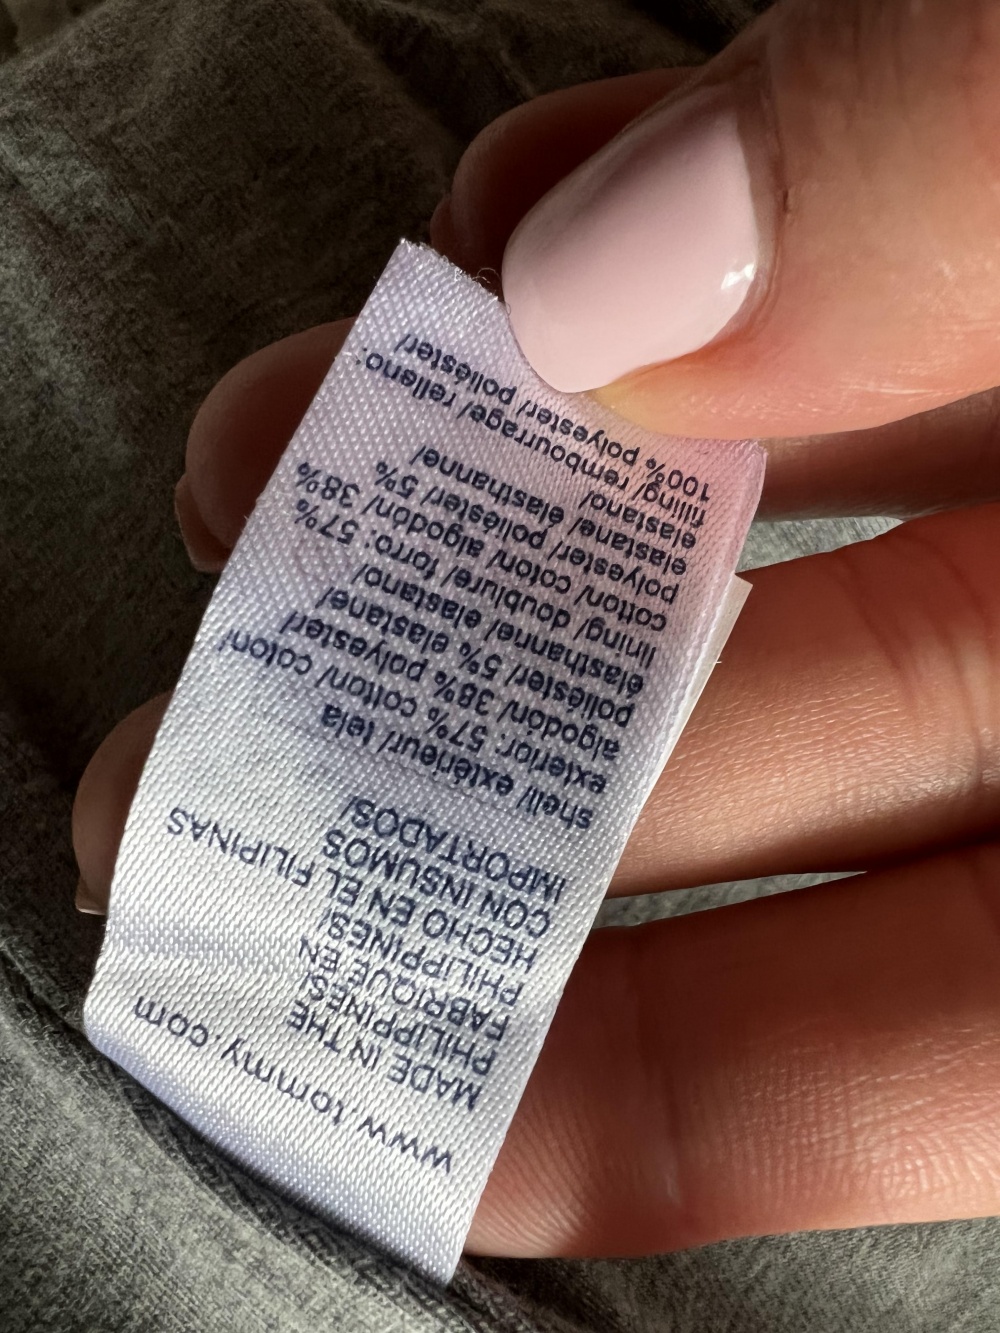 www.tommy.com
MADE IN THE
PHILIPPINES/
FABRIQUE EN
PHILIPPINES/
HECHO EN EL FILIPINAS
CON INSUMOS
IMPORTADOS/
shell/ extérieur/ tela
exterior: 57% cotton/ coton/
algodón/ 38% polyester/
poliéster/ 5% elastane/
élasthanne/ elastano/
lining/ doublure/ forro: 57%
cotton/ coton/ algodón/ 38%
polyester/ poliéster/ 5%
elastane/ élasthanne/
elastano/
filling/ rembourrage/ relleno:
100% polyester/ poliéster/